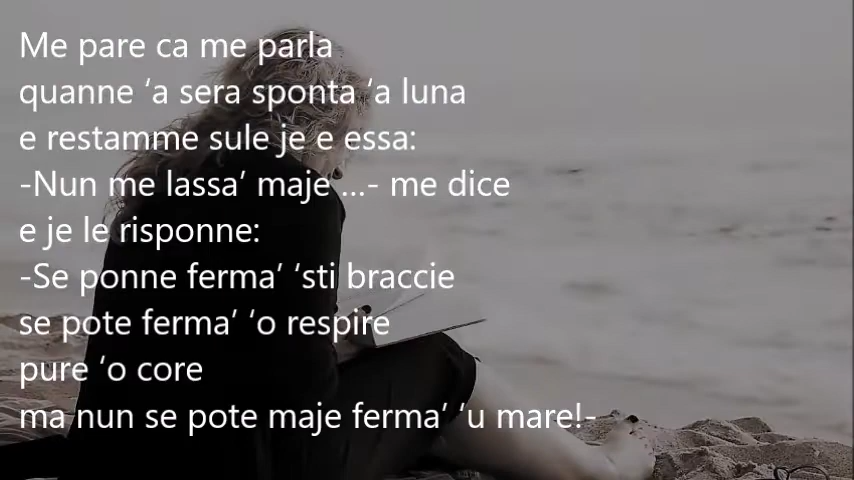 Me pare ca me parla
quanne ‘a sera sponta ‘a luna
e restamme sule je e essa:
-Nun me lassa’ maje ...- me dice
e je le risponne:
-Se ponne ferma’ ‘sti braccie
se pote ferma’ ‘o respire
pure ‘o core
ma nun se pote maje ferma’ ‘u mare!-